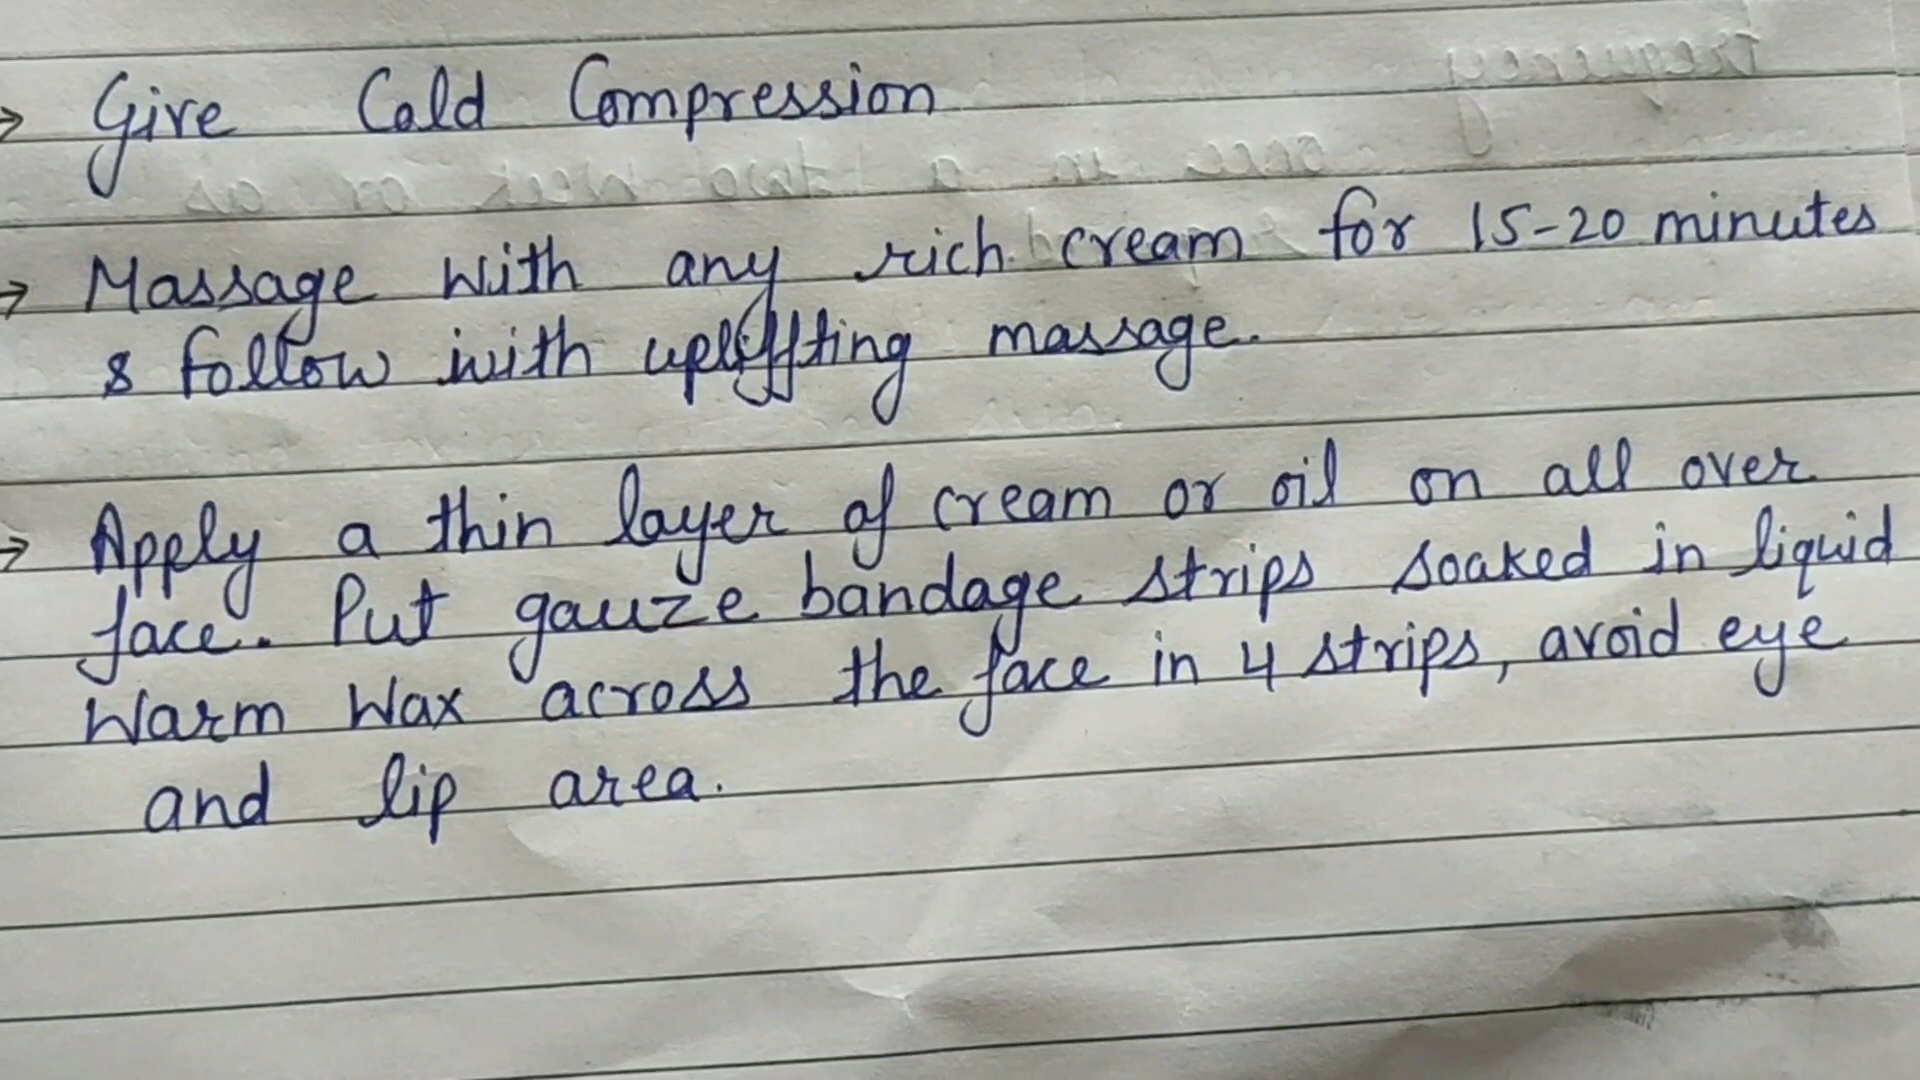 → Give Cold Compression
→ Massage with any rich cream for 15-20 minutes
& follow with upliffting massage.
→ Apply a thin layer of cream or oil on all over
face. Put gauze bandage strips soaked in liquid
Warm Wax across the face in 4 strips, avoid eye
and lip area.